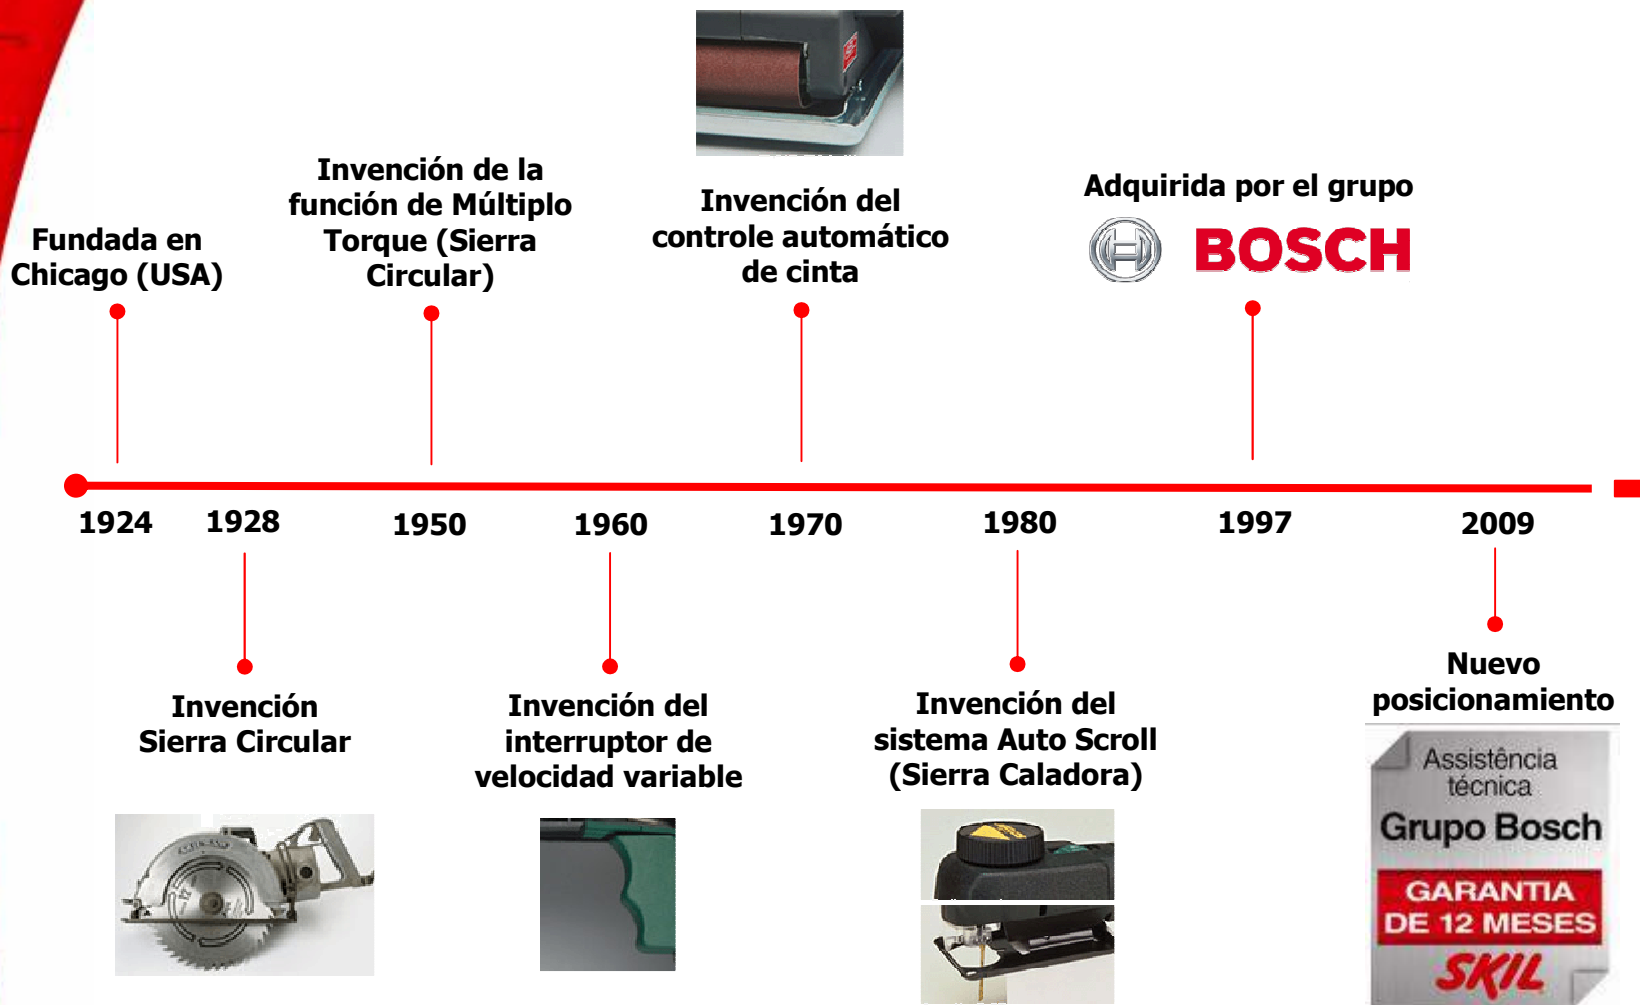 Fundada en
Chicago (USA)
Invención de la
función de Múltiplo
Torque (Sierra
Circular)
Invención del
controle automático
de cinta
Adquirida por el grupo
BOSCH
1924
1928
1950
1960
1970
1980
1997
2009
Invención
Sierra Circular
Invención del
interruptor de
velocidad variable
Invención del
sistema Auto Scroll
(Sierra Caladora)
Nuevo
posicionamiento
Assistência
técnica
Grupo Bosch
GARANTIA
DE 12 MESES
SKIL